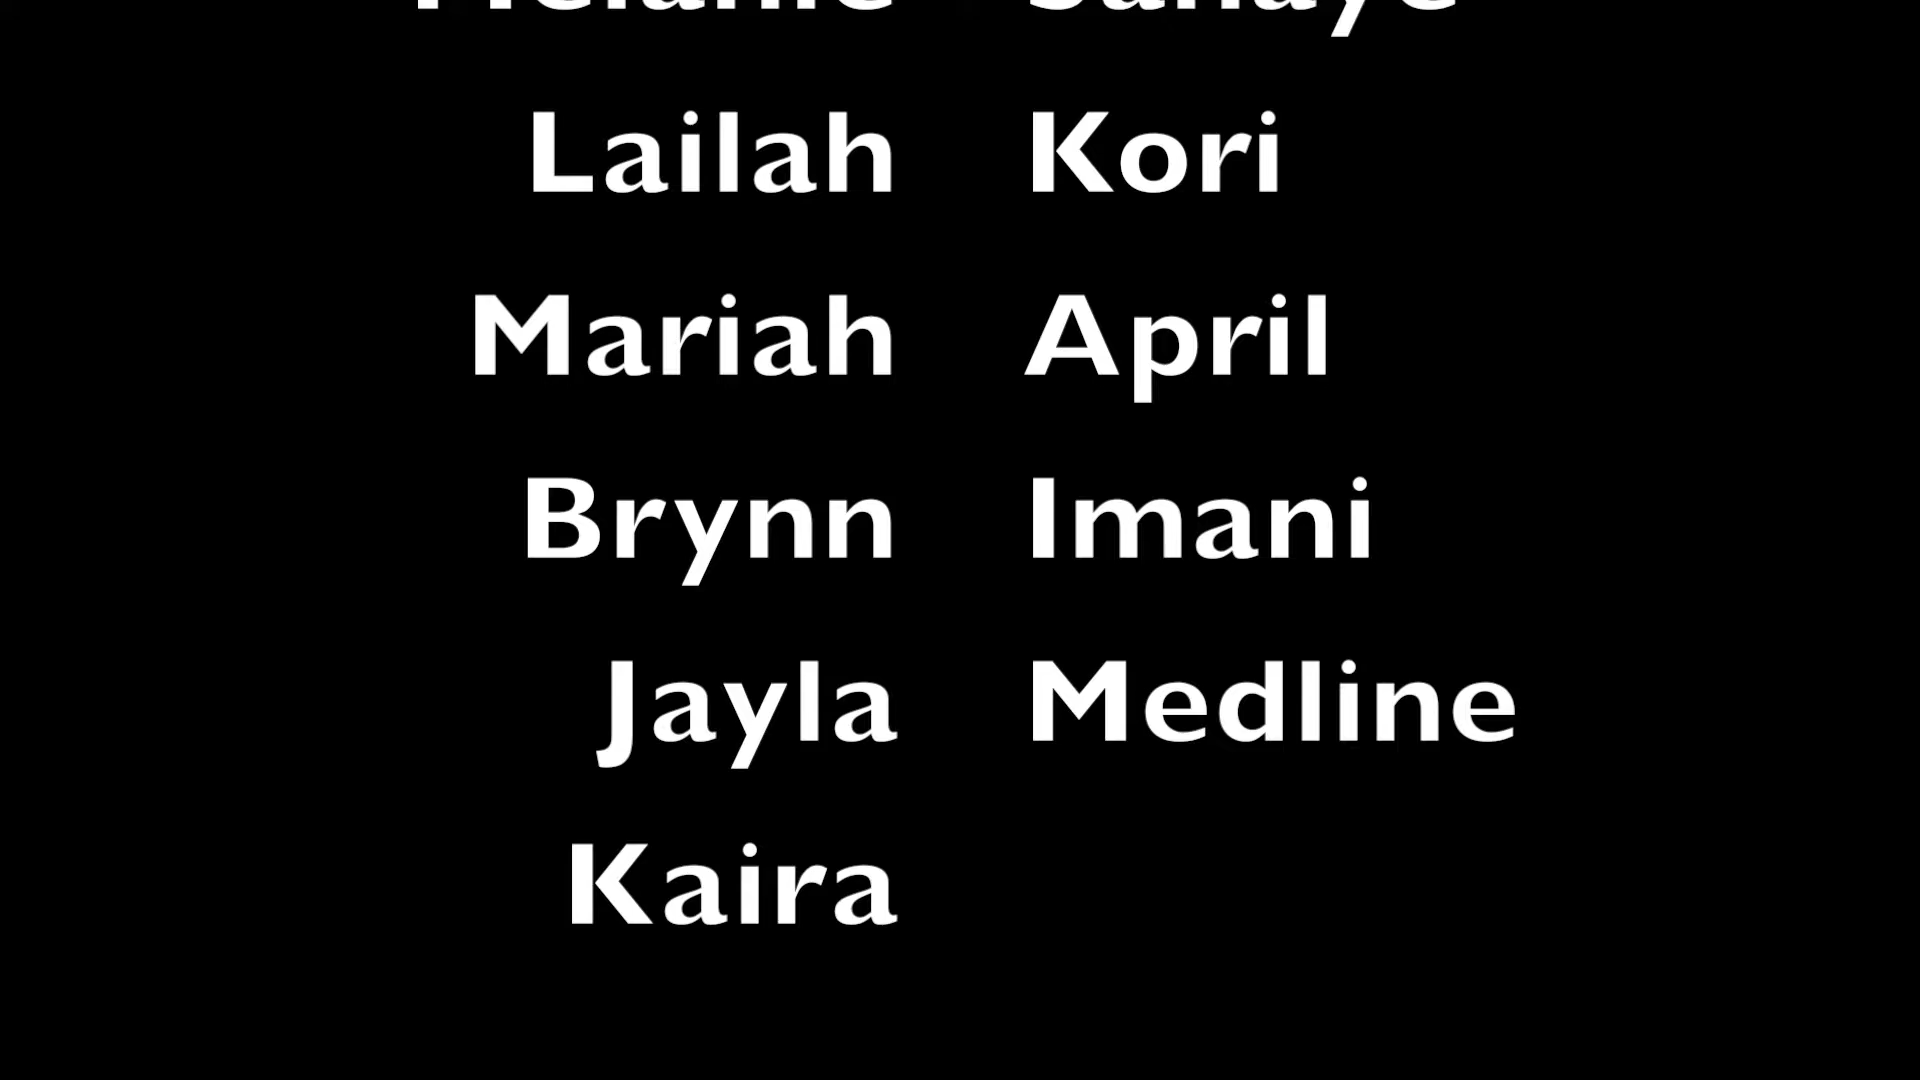 Lailah Kori
Mariah April
Brynn Imani
Jayla Medline
Kaira